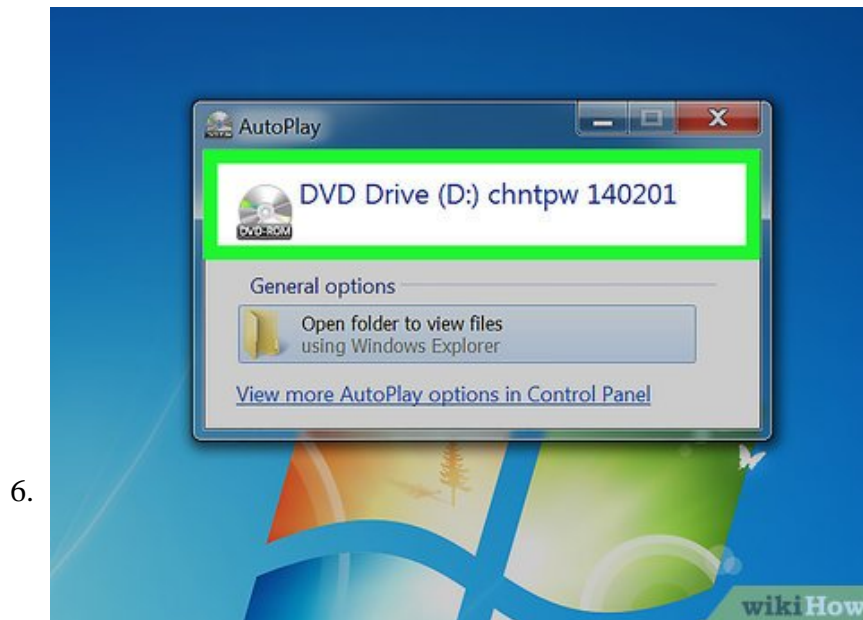 AutoPlay
DVD Drive (D:) chntpw 140201
DVD-ROM
General options
Open folder to view files
using Windows Explorer
View more AutoPlay options in Control Panel
6.
wikiHow